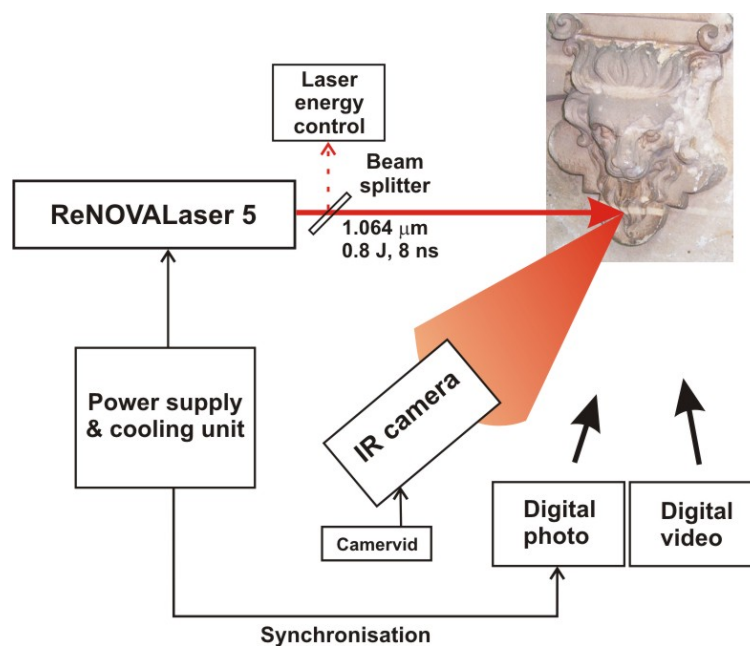 Laser
energy
control
Beam
splitter
ReNOVALaser 5
1.064 μm
0.8 J, 8 ns
Power supply
& cooling unit
IR camera
Camervid
Digital
photo
Digital
video
Synchronisation